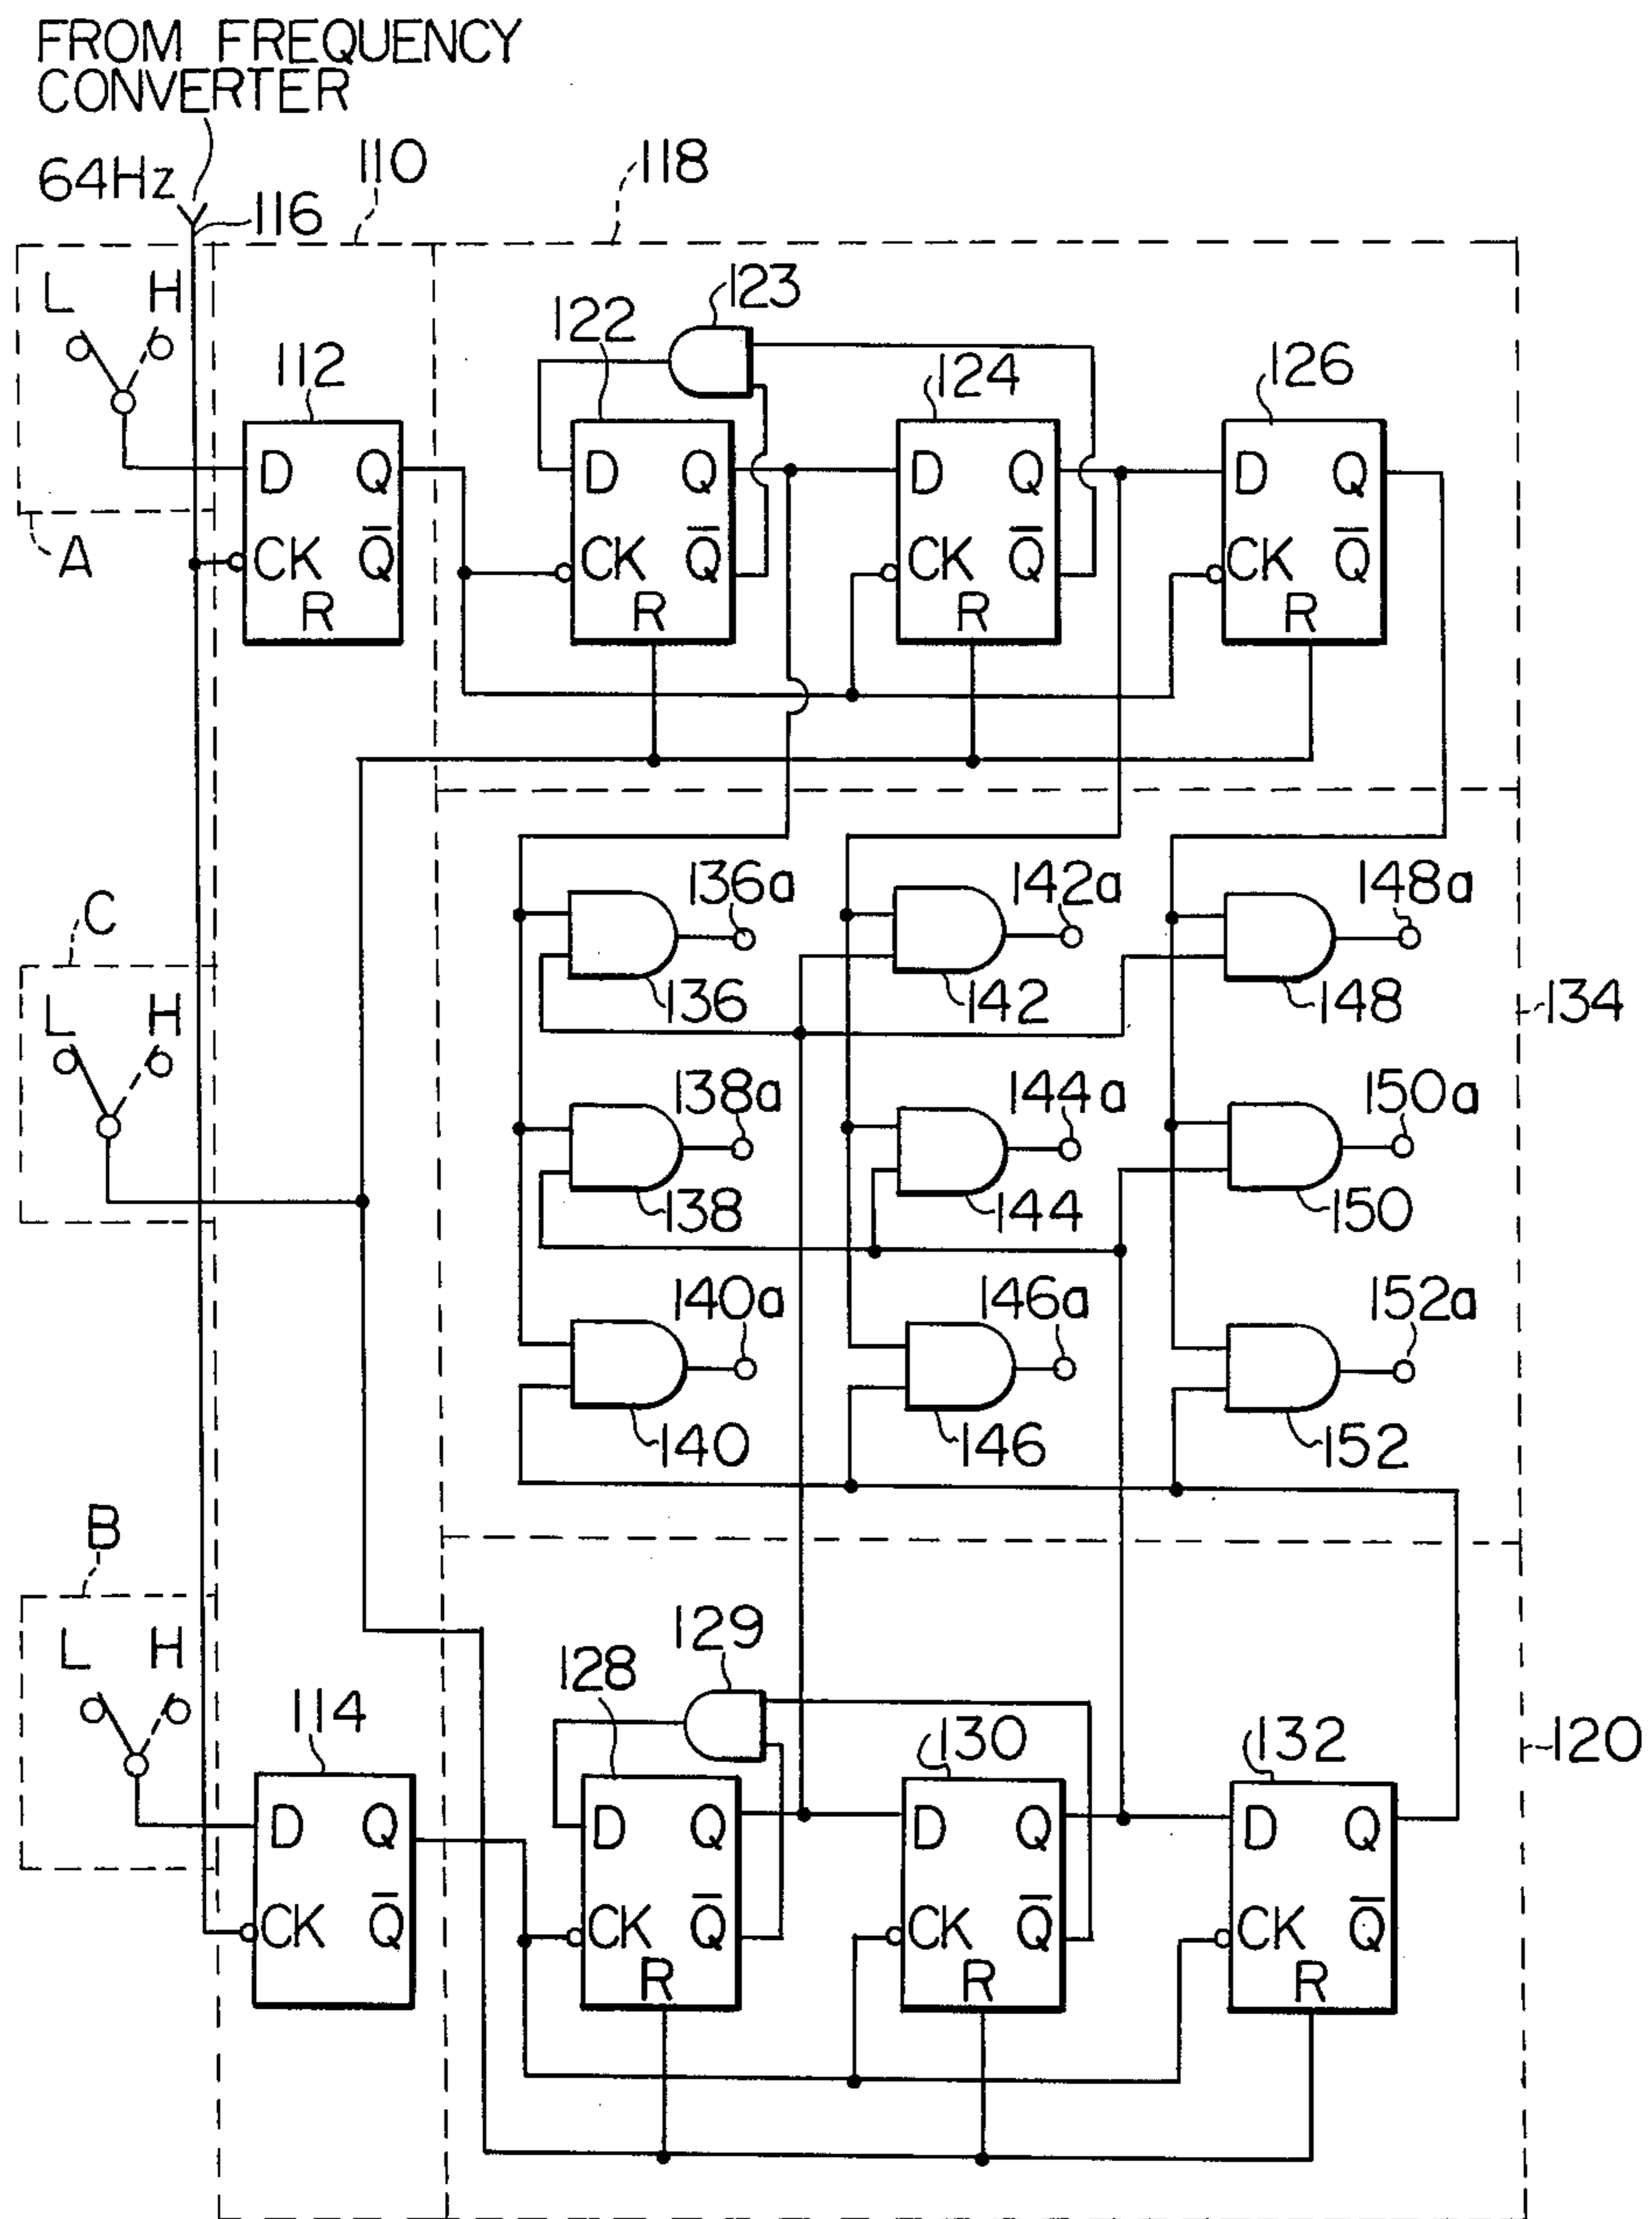 FROM FREQUENCY
CONVERTER
64Hz
116
110
118
L H
A
112
D Q
CK Q̅
R
122
123
D Q
CK Q̅
R
124
D Q
CK Q̅
R
126
D Q
CK Q̅
R
C
L H
136a
136
142a
142
148a
148
134
138a
138
144a
144
150a
150
140a
140
146a
146
152a
152
B
L H
114
D Q
CK Q̅
128
129
D Q
CK Q̅
R
130
D Q
CK Q̅
R
132
D Q
CK Q̅
R
120